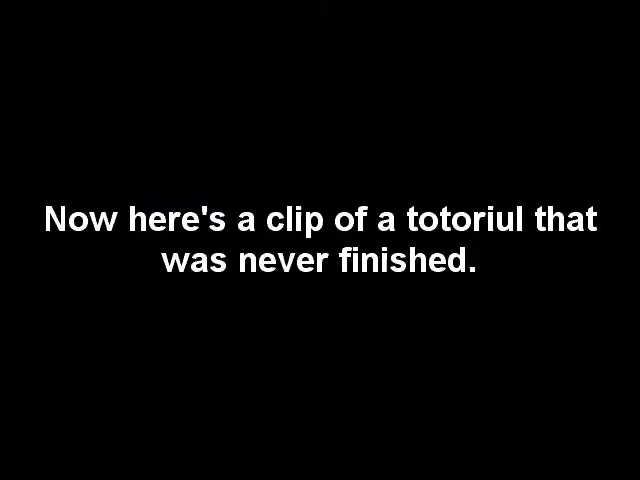 Now here's a clip of a totoriul that
was never finished.